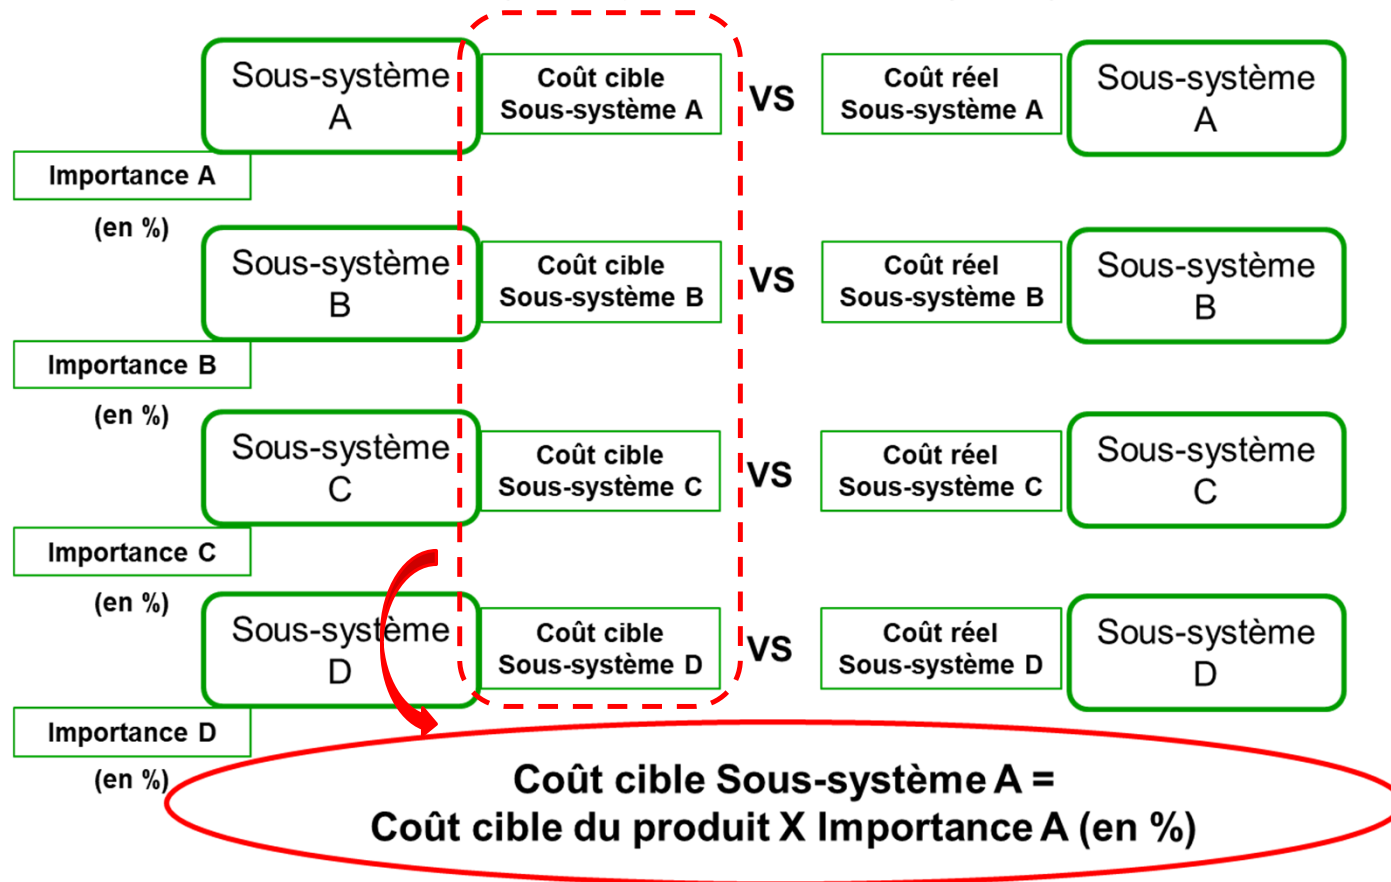 Sous-système
A
Coût cible
Sous-système A
VS
Coût réel
Sous-système A
Sous-système
A
Importance A
(en %)
Sous-système
B
Coût cible
Sous-système B
VS
Coût réel
Sous-système B
Sous-système
B
Importance B
(en %)
Sous-système
C
Coût cible
Sous-système C
VS
Coût réel
Sous-système C
Sous-système
C
Importance C
(en %)
Sous-système
D
Coût cible
Sous-système D
VS
Coût réel
Sous-système D
Sous-système
D
Importance D
(en %)
Coût cible Sous-système A =
Coût cible du produit X Importance A (en %)